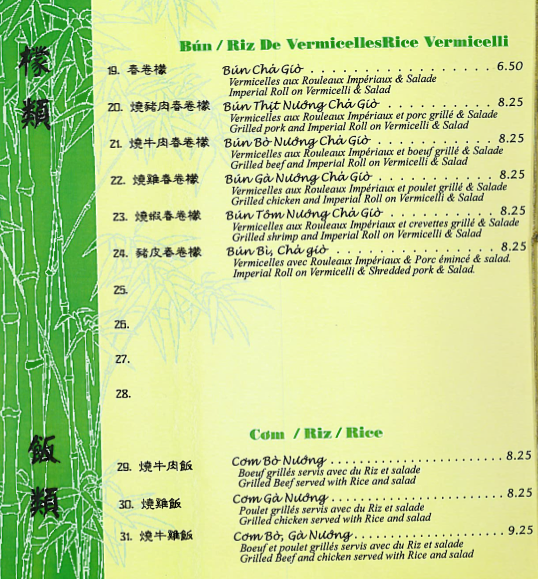 檬類
Bún / Riz De VermicellesRice Vermicelli
19. 春卷檬 Bún Chả Giò . . . . . . . . . . . . . . . . . . 6.50
Vermicelles aux Rouleaux Impériaux & Salade
Imperial Roll on Vermicelli & Salad
20. 燒豬肉春卷檬 Bún Thịt Nướng Chả Giò . . . . . . . . . . 8.25
Vermicelles aux Rouleaux Impériaux et porc grillé & Salade
Grilled pork and Imperial Roll on Vermicelli & Salad
21. 燒牛肉春卷檬 Bún Bò Nướng Chả Giò . . . . . . . . . . . 8.25
Vermicelles aux Rouleaux Impériaux et boeuf grillé & Salade
Grilled beef and Imperial Roll on Vermicelli & Salad
22. 燒雞春卷檬 Bún Gà Nướng Chả Giò . . . . . . . . . . . 8.25
Vermicelles aux Rouleaux Impériaux et poulet grillé & Salade
Grilled chicken and Imperial Roll on Vermicelli & Salad
23. 燒蝦春卷檬 Bún Tôm Nướng Chả Giò . . . . . . . . . . 8.25
Vermicelles aux Rouleaux Impériaux et crevettes grillé & Salade
Grilled shrimp and Imperial Roll on Vermicelli & Salad
24. 豬皮春卷檬 Bún Bì, Chả giò . . . . . . . . . . . . . . . 8.25
Vermicelles avec Rouleaux Impériaux & Porc émincé & salad.
Imperial Roll on Vermicelli & Shredded pork & Salad.
25.
26.
27.
28.
飯類
Cơm / Riz / Rice
29. 燒牛肉飯 Cơm Bò Nướng . . . . . . . . . . . . . . . . . . . . . . 8.25
Boeuf grillés servis avec du Riz et salade
Grilled Beef served with Rice and salad
30. 燒雞飯 Cơm Gà Nướng . . . . . . . . . . . . . . . . . . . . . . 8.25
Poulet grillés servis avec du Riz et salade
Grilled chicken served with Rice and salad
31. 燒牛雞飯 Cơm Bò, Gà Nướng . . . . . . . . . . . . . . . . . . . 9.25
Boeuf et poulet grillés servis avec du Riz et salade
Grilled Beef and chicken served with Rice and salad